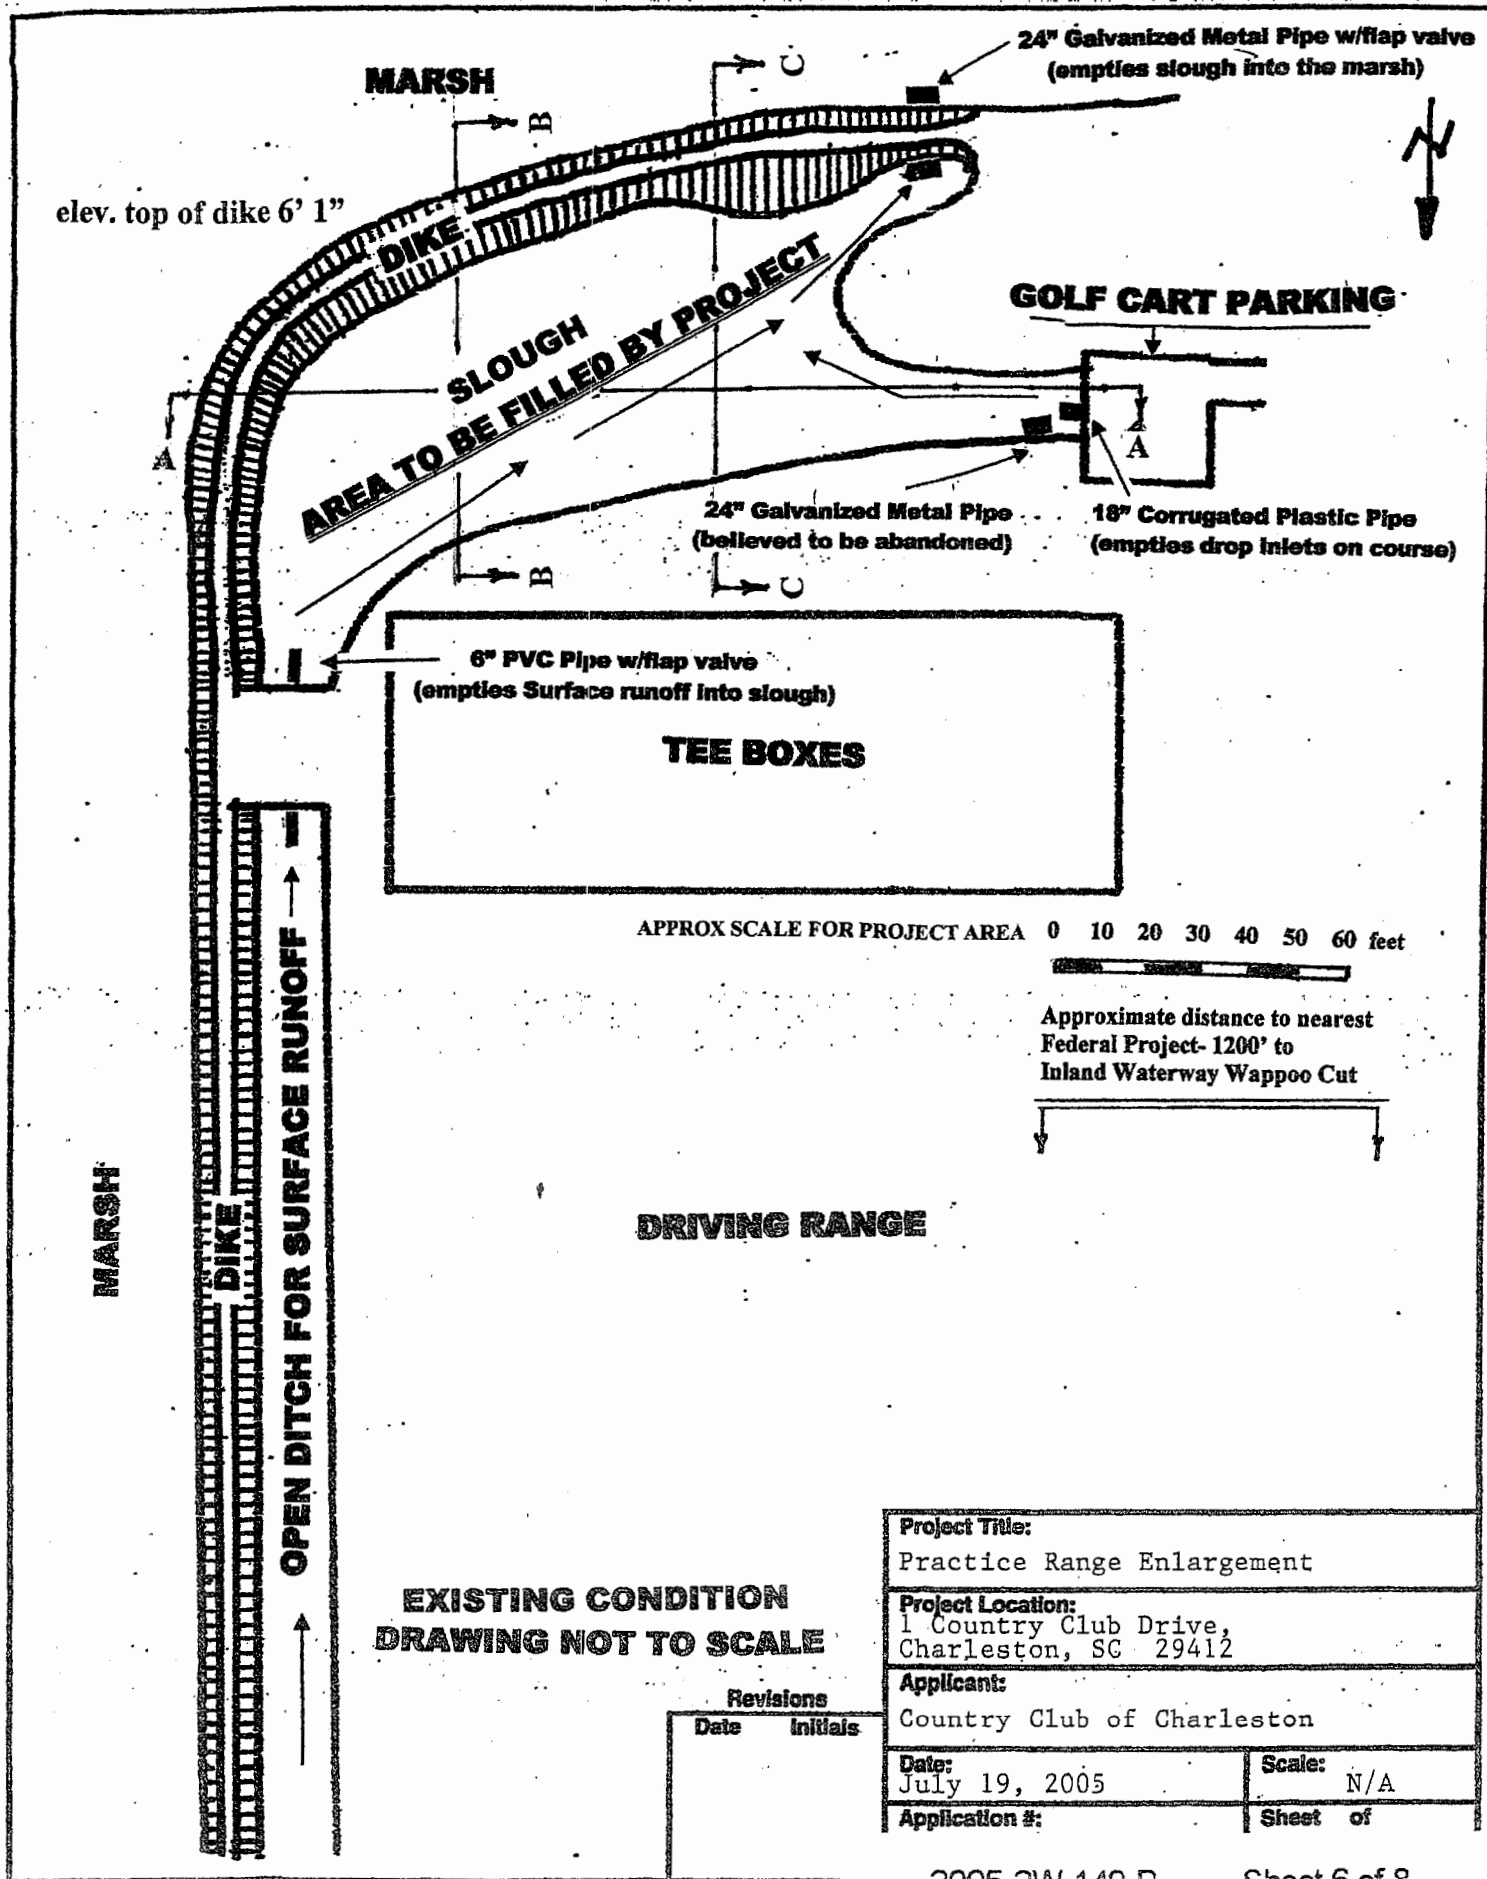 24" Galvanized Metal Pipe w/flap valve
(empties slough into the marsh)
MARSH
C
B
N
elev. top of dike 6' 1"
DIKE
GOLF CART PARKING
SLOUGH
AREA TO BE FILLED BY PROJECT
A
A
24" Galvanized Metal Pipe
(believed to be abandoned)
18" Corrugated Plastic Pipe
(empties drop inlets on course)
B
C
6" PVC Pipe w/flap valve
(empties Surface runoff into slough)
TEE BOXES
APPROX SCALE FOR PROJECT AREA 0 10 20 30 40 50 60 feet
Approximate distance to nearest
Federal Project- 1200' to
Inland Waterway Wappoo Cut
MARSH
DIKE
OPEN DITCH FOR SURFACE RUNOFF
DRIVING RANGE
EXISTING CONDITION
DRAWING NOT TO SCALE
Revisions
Date Initials
Project Title:
Practice Range Enlargement
Project Location:
1 Country Club Drive,
Charleston, SC 29412
Applicant:
Country Club of Charleston
Date:
July 19, 2005
Scale:
N/A
Application #:
Sheet of
Sheet 6 of 8